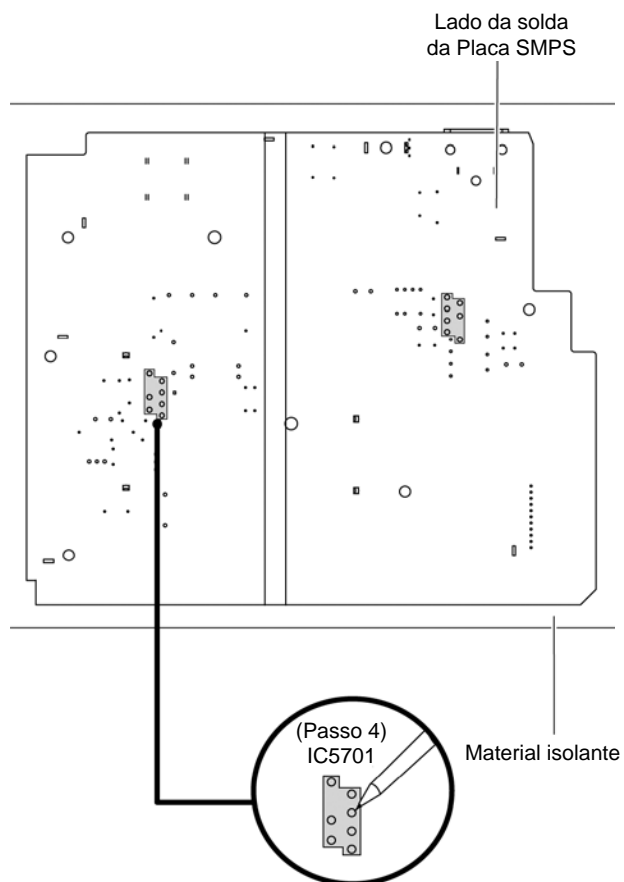 Lado da solda
da Placa SMPS
(Passo 4)
IC5701
Material isolante